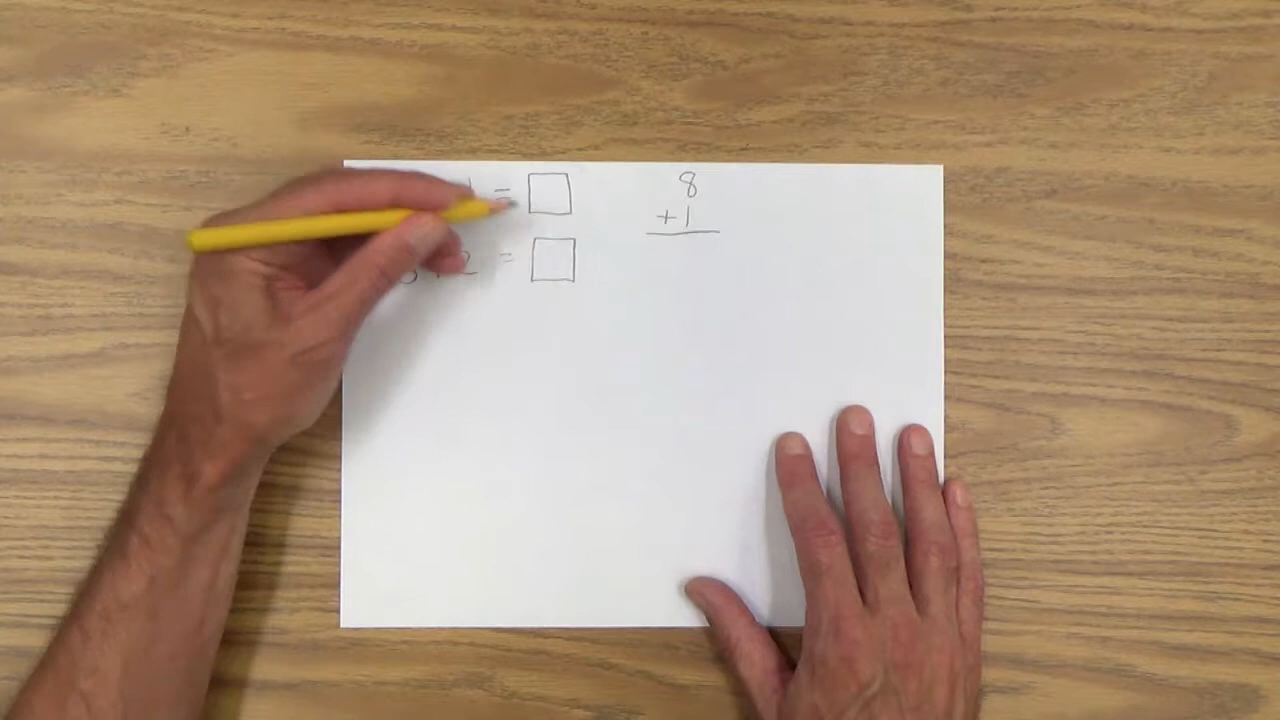 1 =
+ 2 =
8
+ 1